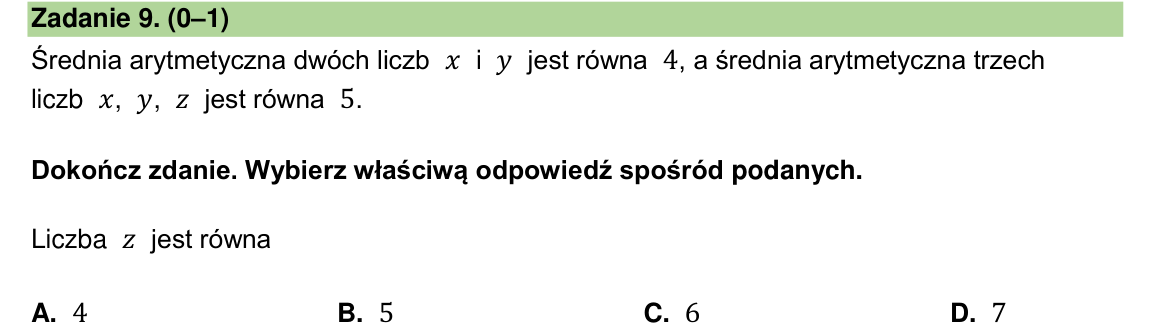 Zadanie 9. (0–1)
Średnia arytmetyczna dwóch liczb x i y jest równa 4, a średnia arytmetyczna trzech
liczb x, y, z jest równa 5.
Dokończ zdanie. Wybierz właściwą odpowiedź spośród podanych.
Liczba z jest równa
A. 4 B. 5 C. 6 D. 7